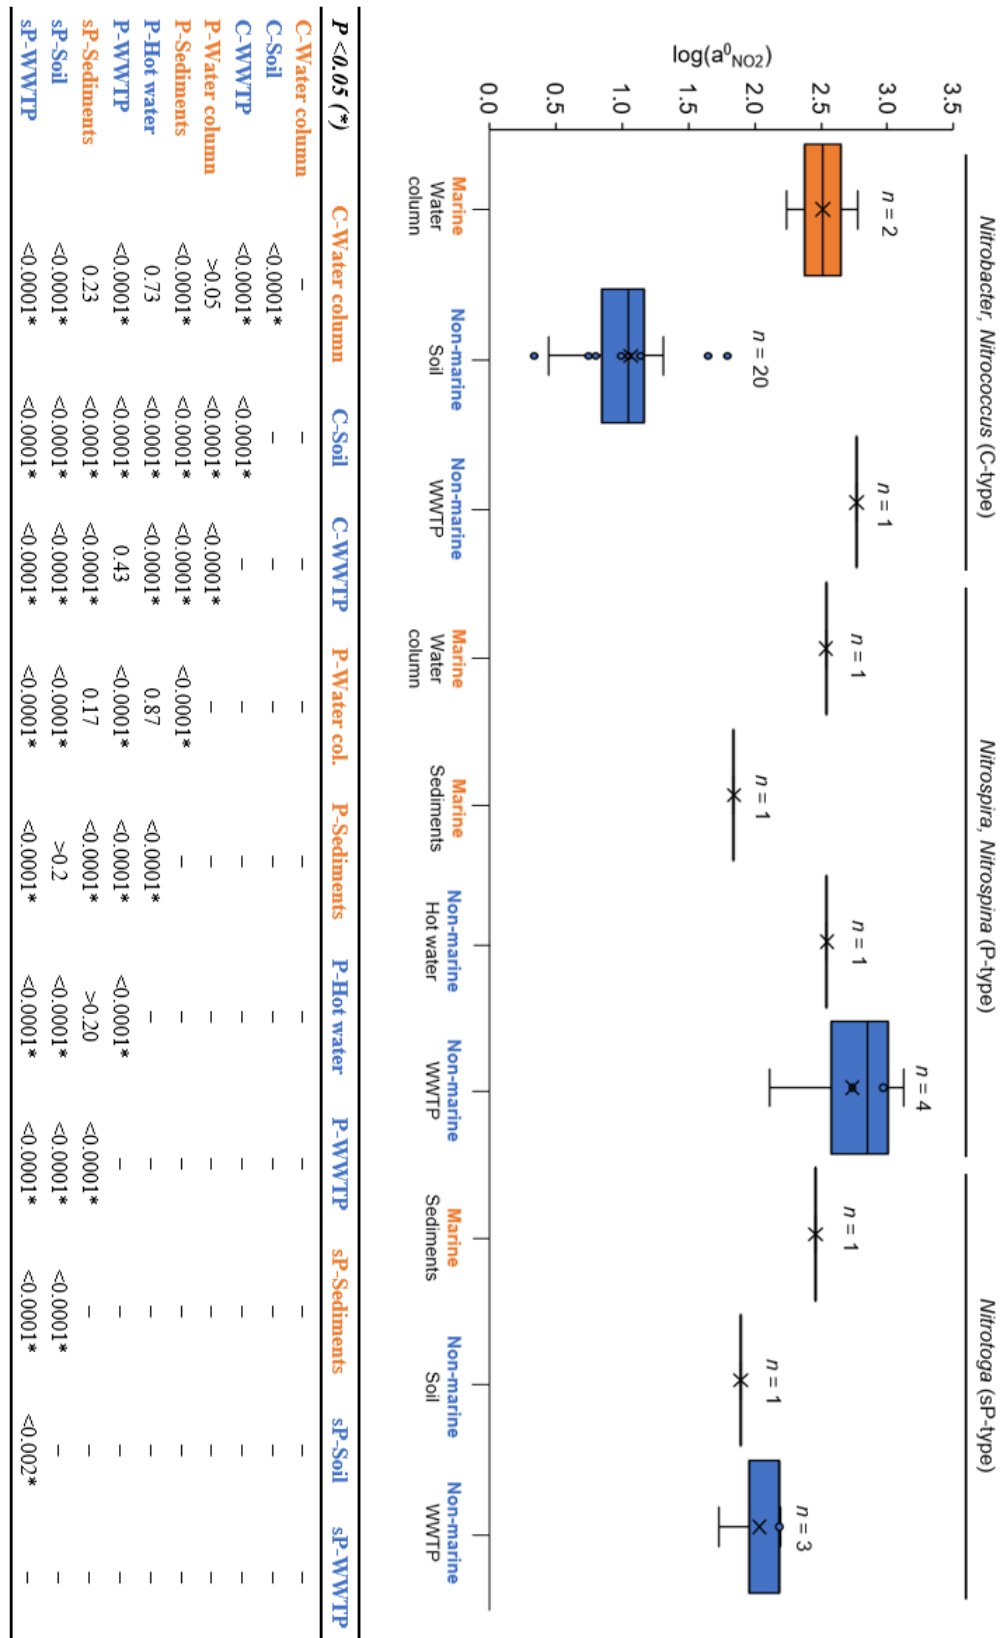 Nitrobacter, Nitrococcus (C-type)
Nitrospira, Nitrospina (P-type)
Nitrotoga (sP-type)
log(a⁰NO2)
3.5
3.0
2.5
2.0
1.5
1.0
0.5
0.0
n = 2
n = 20
n = 1
n = 1
n = 1
n = 1
n = 4
n = 1
n = 1
n = 3
Marine
Water
column
Non-marine
Soil
Non-marine
WWTP
Marine
Water
column
Marine
Sediments
Non-marine
Hot water
Non-marine
WWTP
Marine
Sediments
Non-marine
Soil
Non-marine
WWTP
P <0.05 (*) C-Water column C-Soil C-WWTP P-Water col. P-Sediments P-Hot water P-WWTP sP-Sediments sP-Soil sP-WWTP
C-Water column – – – – – – – – – –
C-Soil <0.0001* – – – – – – – – –
C-WWTP <0.0001* <0.0001* – – – – – – – –
P-Water column >0.05 <0.0001* <0.0001* – – – – – – –
P-Sediments <0.0001* <0.0001* <0.0001* <0.0001* – – – – – –
P-Hot water 0.73 <0.0001* <0.0001* 0.87 <0.0001* – – – – –
P-WWTP <0.0001* <0.0001* 0.43 <0.0001* <0.0001* <0.0001* – – – –
sP-Sediments 0.23 <0.0001* <0.0001* 0.17 <0.0001* >0.20 <0.0001* – – –
sP-Soil <0.0001* <0.0001* <0.0001* <0.0001* >0.2 <0.0001* <0.0001* <0.0001* – –
sP-WWTP <0.0001* <0.0001* <0.0001* <0.0001* <0.0001* <0.0001* <0.0001* <0.0001* <0.002* –